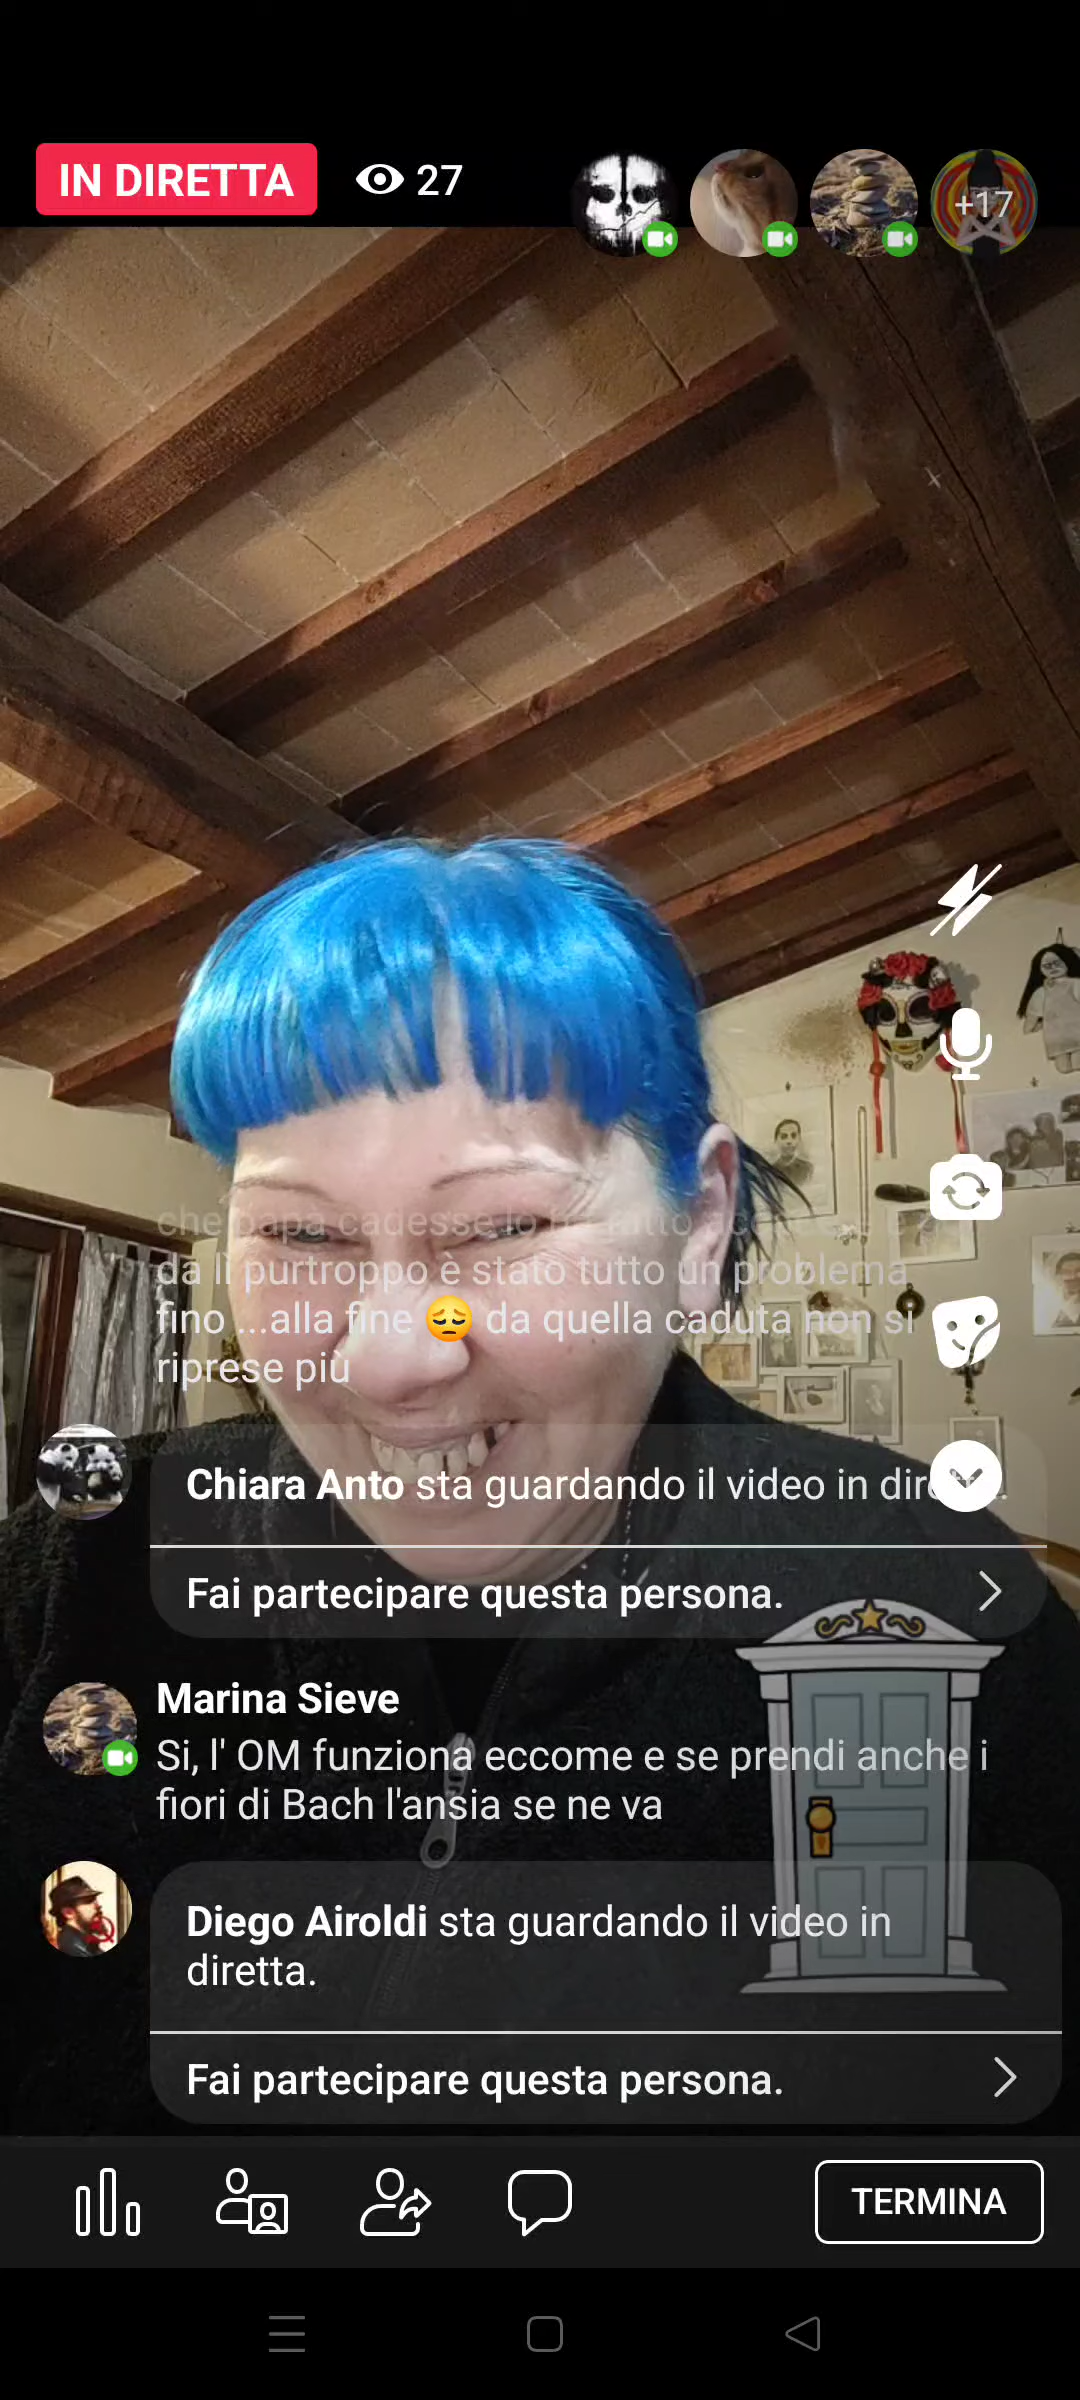 IN DIRETTA
27
+17
che papà cadesse
da lì purtroppo è stato tutto un problema
fino ...alla fine 😔 da quella caduta non si
riprese più
Chiara Anto sta guardando il video in
Fai partecipare questa persona.
Marina Sieve
Si, l' OM funziona eccome e se prendi anche i
fiori di Bach l'ansia se ne va
Diego Airoldi sta guardando il video in
diretta.
Fai partecipare questa persona.
TERMINA